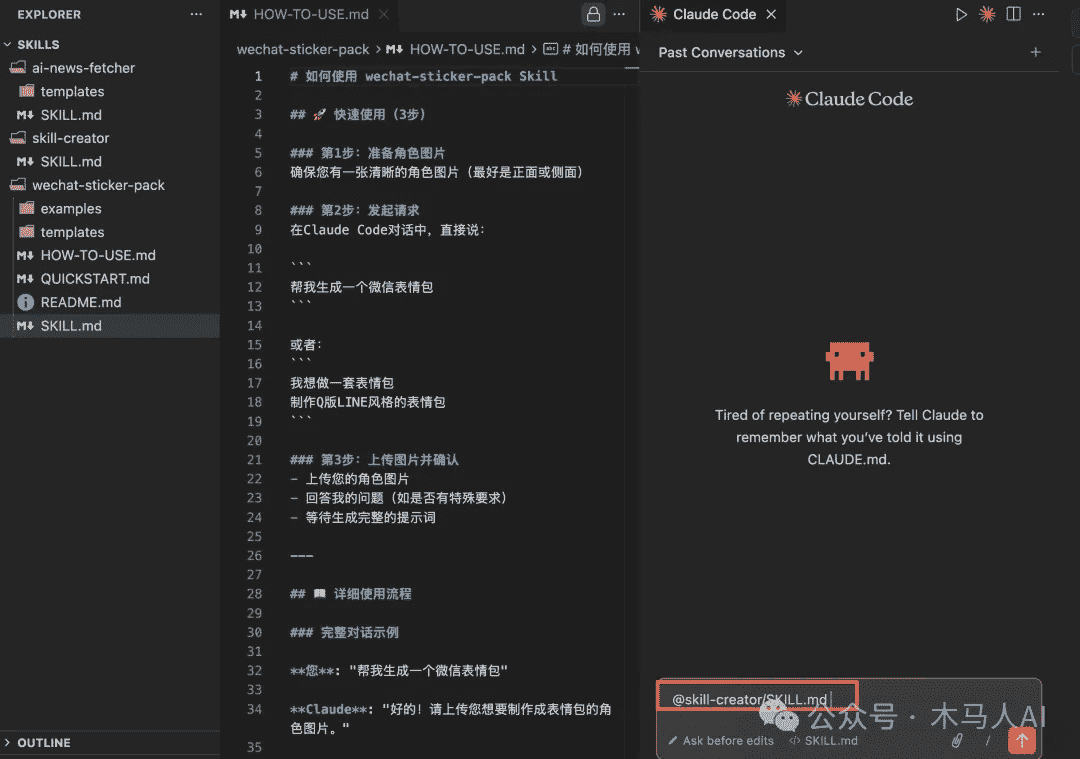 EXPLORER
SKILLS
ai-news-fetcher
templates
SKILL.md
skill-creator
SKILL.md
wechat-sticker-pack
examples
templates
HOW-TO-USE.md
QUICKSTART.md
README.md
SKILL.md
OUTLINE
HOW-TO-USE.md
wechat-sticker-pack > HOW-TO-USE.md > # 如何使用
1 # 如何使用 wechat-sticker-pack Skill
2
3 ## 🚀 快速使用（3步）
4
5 ### 第1步：准备角色图片
6 确保您有一张清晰的角色图片（最好是正面或侧面）
7
8 ### 第2步：发起请求
9 在Claude Code对话中，直接说：
10
11 ```
12 帮我生成一个微信表情包
13 ```
14
15 或者：
16 ```
17 我想做一套表情包
18 制作Q版LINE风格的表情包
19 ```
20
21 ### 第3步：上传图片并确认
22 - 上传您的角色图片
23 - 回答我的问题（如是否有特殊要求）
24 - 等待生成完整的提示词
25
26 ---
27
28 ## 📖 详细使用流程
29
30 ### 完整对话示例
31
32 **您**: "帮我生成一个微信表情包"
33
34 **Claude**: "好的！请上传您想要制作成表情包的角
色图片。"
35
Claude Code
Past Conversations
Claude Code
Tired of repeating yourself? Tell Claude to
remember what you've told it using
CLAUDE.md.
@skill-creator/SKILL.md
公众号 · 木马人AI
Ask before edits
SKILL.md